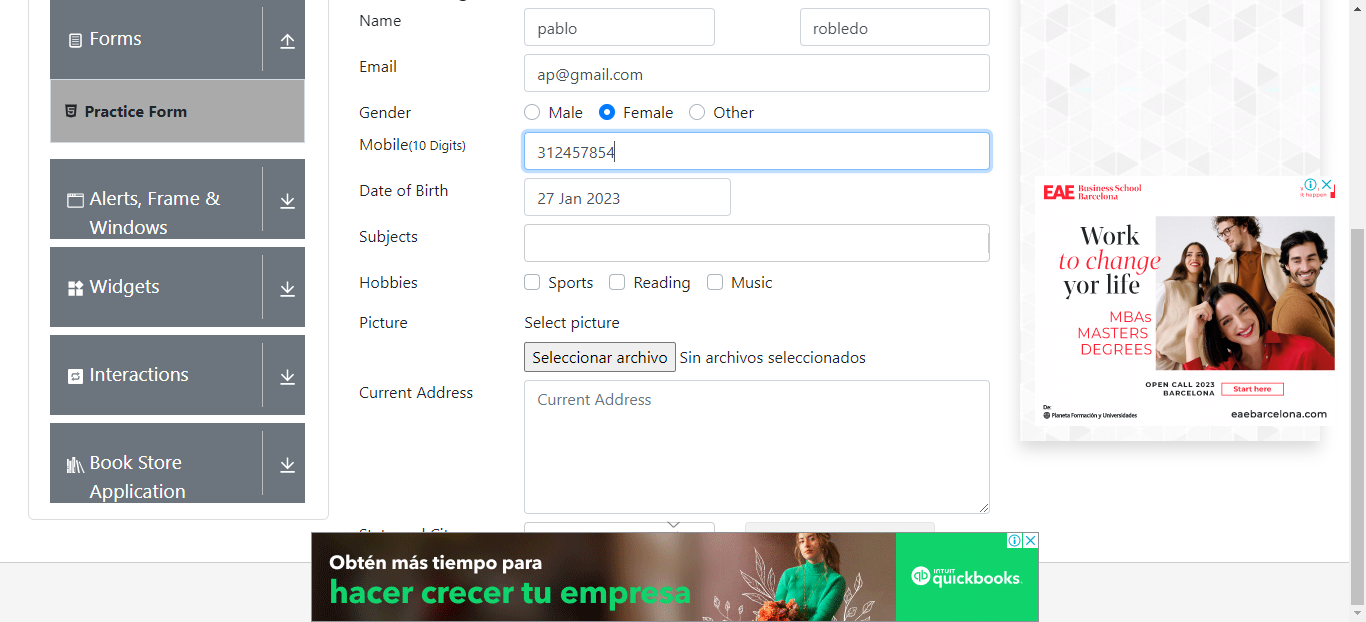 Forms
Practice Form
Alerts, Frame &
Windows
Widgets
Interactions
Book Store
Application
Name
pablo
robledo
Email
ap@gmail.com
Gender
Male
Female
Other
Mobile(10 Digits)
312457854
Date of Birth
27 Jan 2023
Subjects
Hobbies
Sports
Reading
Music
Picture
Select picture
Seleccionar archivo Sin archivos seleccionados
Current Address
Current Address
EAE Business School
Barcelona
it happen
Work
to change
yor life
MBAs
MASTERS
DEGREES
OPEN CALL 2023
BARCELONA
Start here
De:
Planeta Formación y Universidades
eaebarcelona.com
Obtén más tiempo para
hacer crecer tu empresa
qb INTUIT
quickbooks